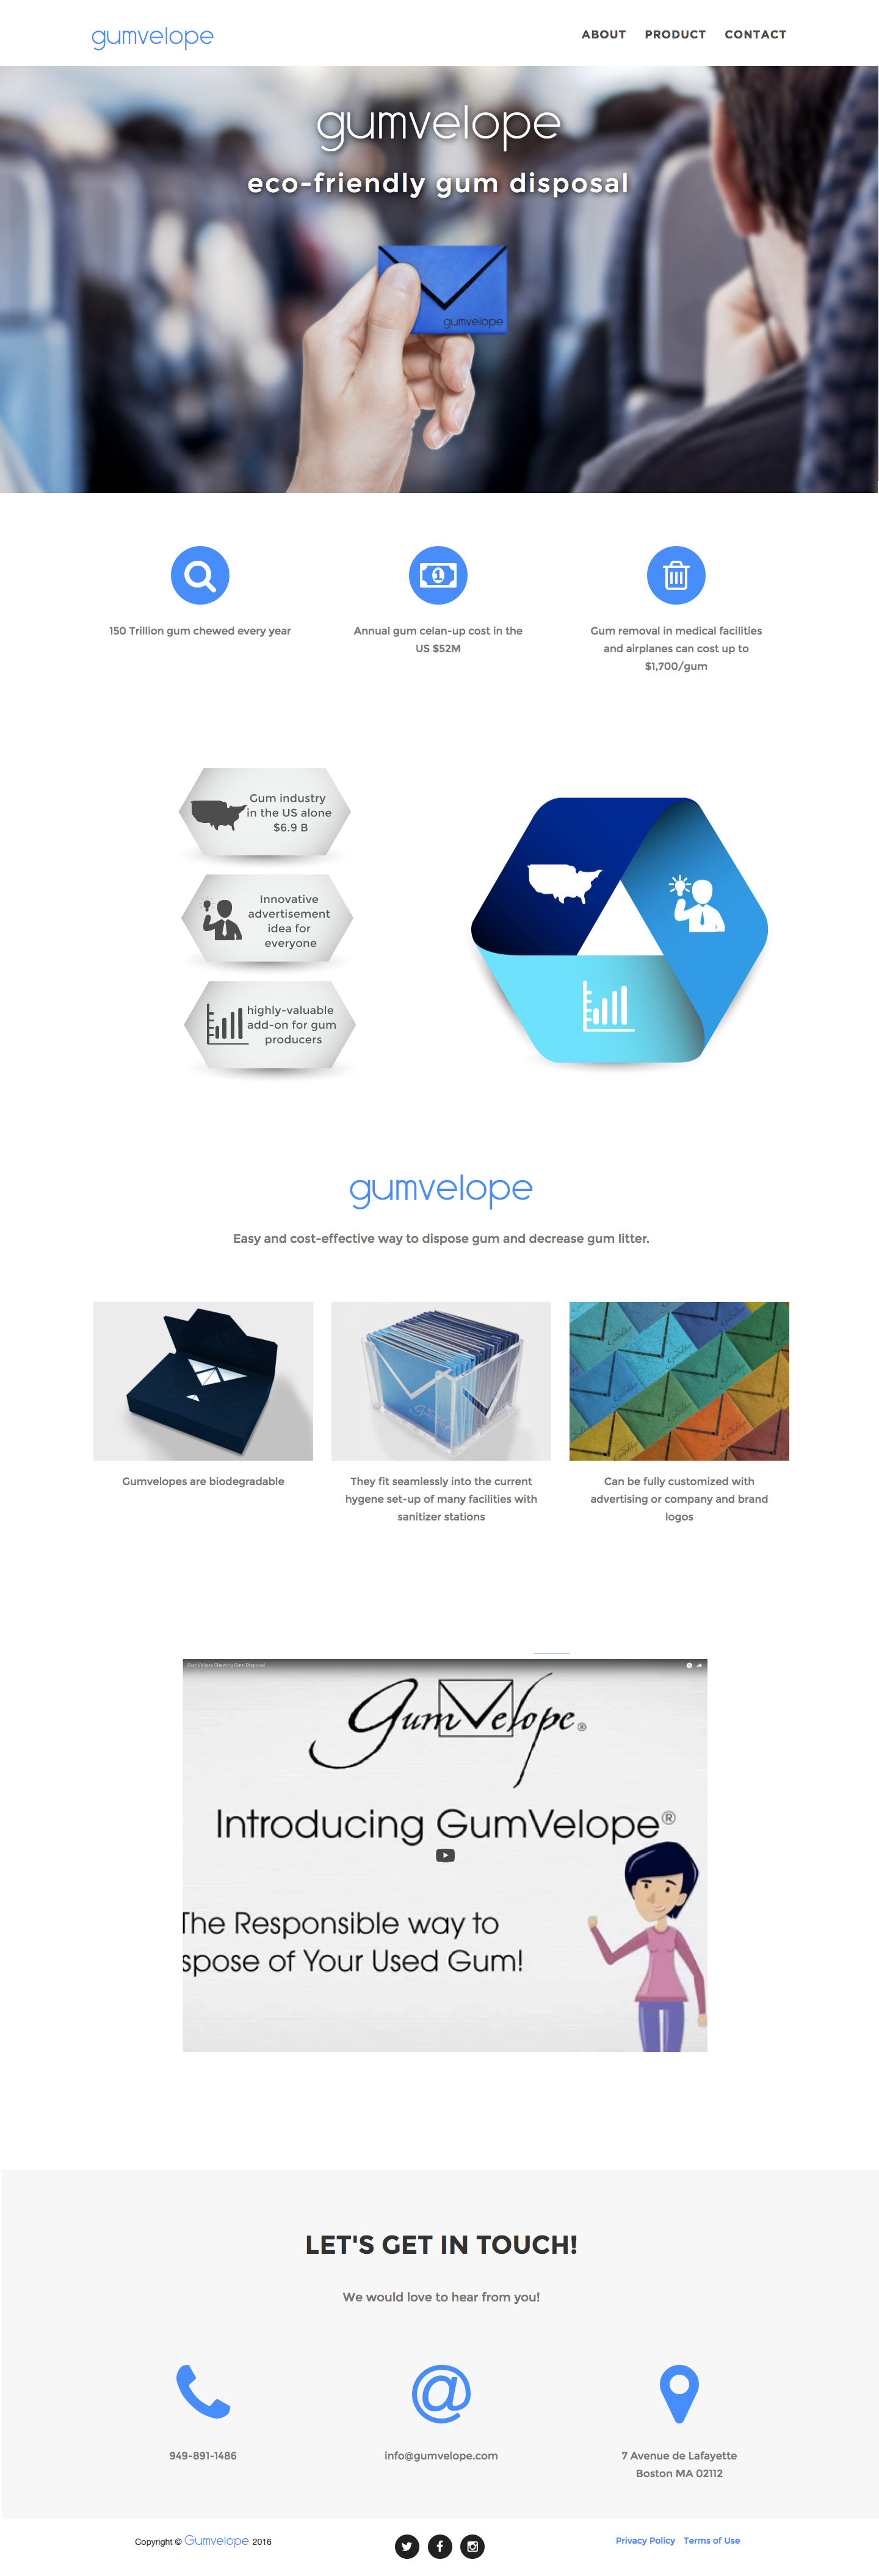 gumvelope
ABOUT PRODUCT CONTACT
gumvelope
eco-friendly gum disposal
gumvelope
150 Trillion gum chewed every year
Annual gum celan-up cost in the
US $52M
Gum removal in medical facilities
and airplanes can cost up to
$1,700/gum
Gum industry
in the US alone
$6.9 B
Innovative
advertisement
idea for
everyone
highly-valuable
add-on for gum
producers
gumvelope
Easy and cost-effective way to dispose gum and decrease gum litter.
Gumvelopes are biodegradable
They fit seamlessly into the current
hygene set-up of many facilities with
sanitizer stations
Can be fully customized with
advertising or company and brand
logos
GumVelope Chewing Gum Disposal
GumVelope®
Introducing GumVelope®
The Responsible way to
spose of Your Used Gum!
LET'S GET IN TOUCH!
We would love to hear from you!
949-891-1486
info@gumvelope.com
7 Avenue de Lafayette
Boston MA 02112
Copyright © Gumvelope 2016
Privacy Policy Terms of Use